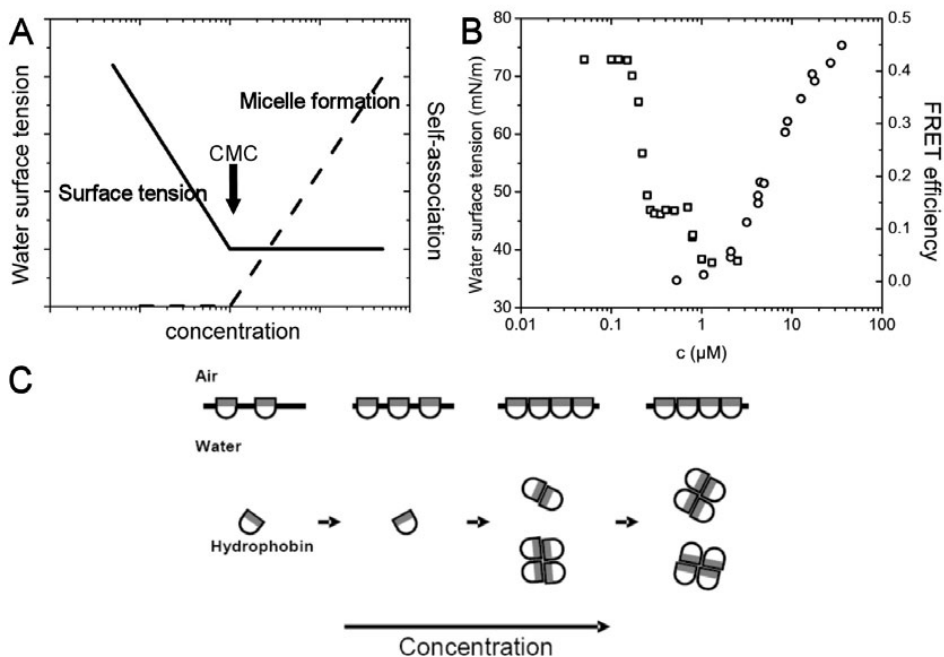 A
Water surface tension
Surface tension
CMC
Micelle formation
Self-association
concentration
B
Water surface tension (mN/m)
80
70
60
50
40
30
0.5
0.4
0.3
0.2
0.1
0.0
FRET efficiency
0.01
0.1
1
10
100
c (µM)
C
Air
Water
Hydrophobin
Concentration